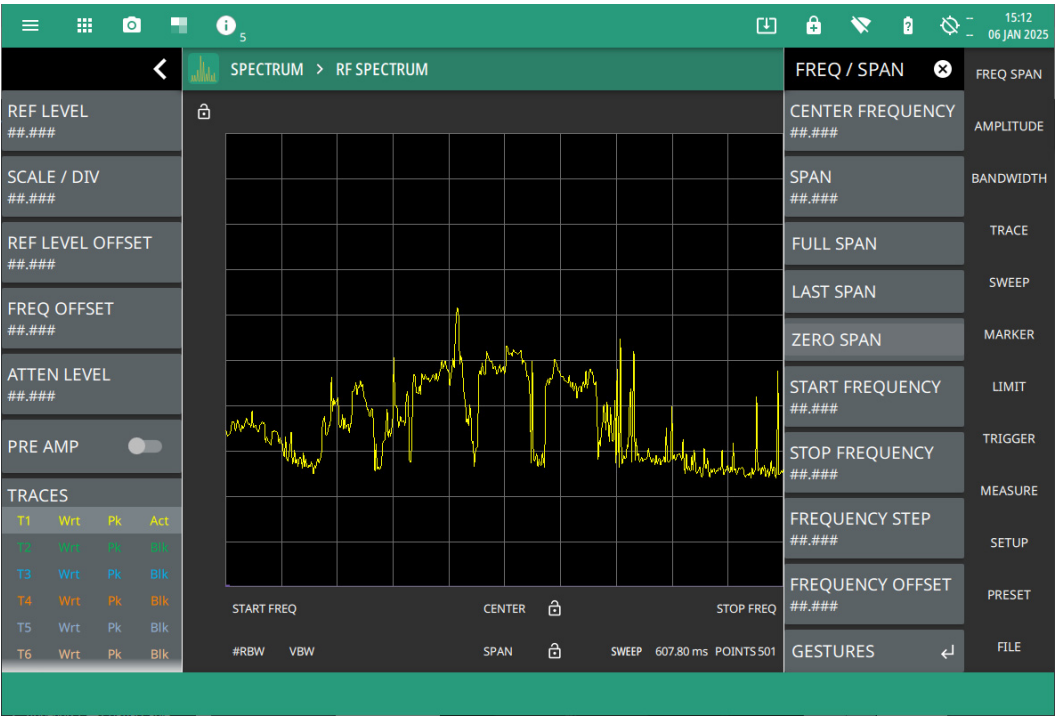 5
15:12
06 JAN 2025
SPECTRUM > RF SPECTRUM
REF LEVEL
##.###
SCALE / DIV
##.###
REF LEVEL OFFSET
##.###
FREQ OFFSET
##.###
ATTEN LEVEL
##.###
PRE AMP
TRACES
T1 Wrt Pk Act
T2 Wrt Pk Blk
T3 Wrt Pk Blk
T4 Wrt Pk Blk
T5 Wrt Pk Blk
T6 Wrt Pk Blk
START FREQ CENTER STOP FREQ
#RBW VBW SPAN SWEEP 607.80 ms POINTS 501
FREQ / SPAN
CENTER FREQUENCY
##.###
SPAN
##.###
FULL SPAN
LAST SPAN
ZERO SPAN
START FREQUENCY
##.###
STOP FREQUENCY
##.###
FREQUENCY STEP
##.###
FREQUENCY OFFSET
##.###
GESTURES
FREQ SPAN
AMPLITUDE
BANDWIDTH
TRACE
SWEEP
MARKER
LIMIT
TRIGGER
MEASURE
SETUP
PRESET
FILE